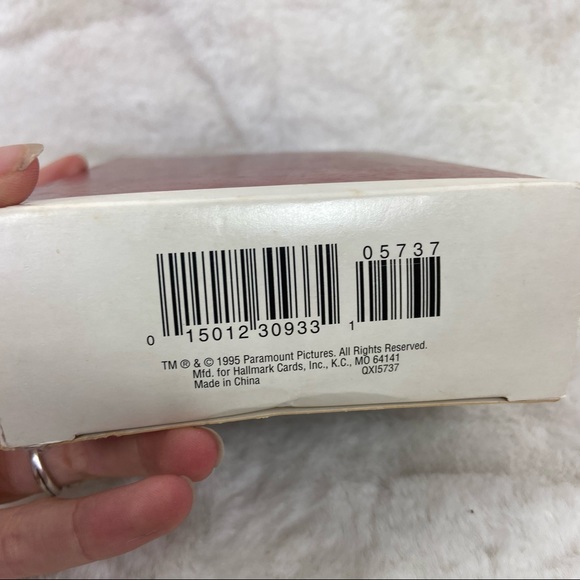 05737
0 15012 30933 1
TM ® & © 1995 Paramount Pictures. All Rights Reserved.
Mfd. for Hallmark Cards, Inc., K.C., MO 64141
Made in China QXI5737